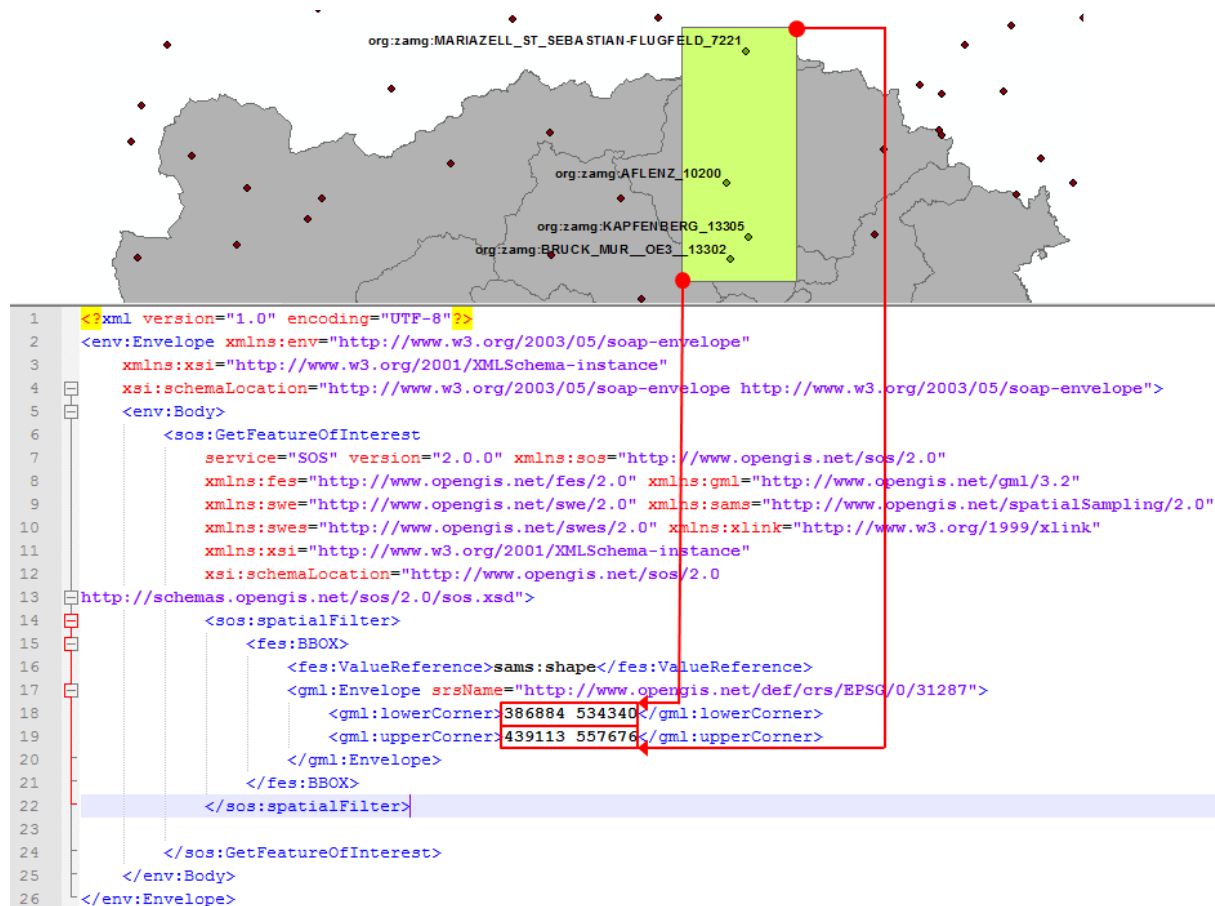 org:zamg:MARIAZELL_ST_SEBASTIAN-FLUGFELD_7221
org:zamg:AFLENZ_10200
org:zamg:KAPFENBERG_13305
org:zamg:BRUCK_MUR__OE3__13302
1 <?xml version="1.0" encoding="UTF-8"?>
2 <env:Envelope xmlns:env="http://www.w3.org/2003/05/soap-envelope"
3 xmlns:xsi="http://www.w3.org/2001/XMLSchema-instance"
4 xsi:schemaLocation="http://www.w3.org/2003/05/soap-envelope http://www.w3.org/2003/05/soap-envelope">
5 <env:Body>
6 <sos:GetFeatureOfInterest
7 service="SOS" version="2.0.0" xmlns:sos="http://www.opengis.net/sos/2.0"
8 xmlns:fes="http://www.opengis.net/fes/2.0" xmlns:gml="http://www.opengis.net/gml/3.2"
9 xmlns:swe="http://www.opengis.net/swe/2.0" xmlns:sams="http://www.opengis.net/spatialSampling/2.0"
10 xmlns:swes="http://www.opengis.net/swes/2.0" xmlns:xlink="http://www.w3.org/1999/xlink"
11 xmlns:xsi="http://www.w3.org/2001/XMLSchema-instance"
12 xsi:schemaLocation="http://www.opengis.net/sos/2.0
13 http://schemas.opengis.net/sos/2.0/sos.xsd">
14 <sos:spatialFilter>
15 <fes:BBOX>
16 <fes:ValueReference>sams:shape</fes:ValueReference>
17 <gml:Envelope srsName="http://www.opengis.net/def/crs/EPSG/0/31287">
18 <gml:lowerCorner>386884 534340</gml:lowerCorner>
19 <gml:upperCorner>439113 557676</gml:upperCorner>
20 </gml:Envelope>
21 </fes:BBOX>
22 </sos:spatialFilter>
23
24 </sos:GetFeatureOfInterest>
25 </env:Body>
26 </env:Envelope>